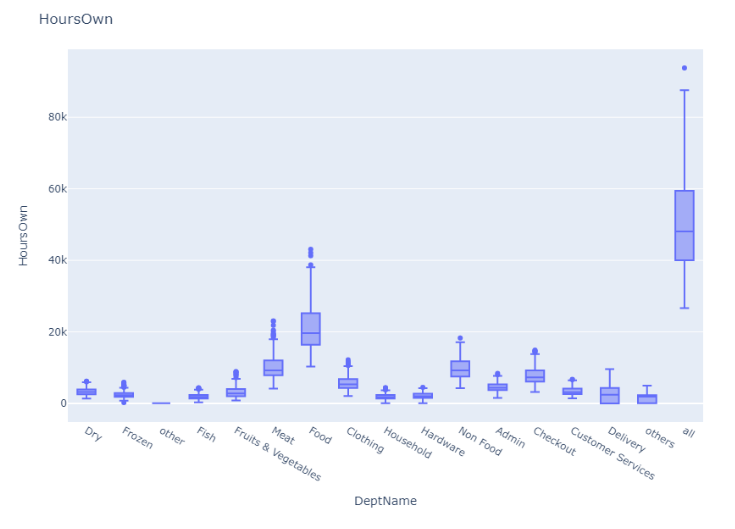 HoursOwn
80k
60k
40k
20k
0
HoursOwn
Dry
Frozen
other
Fish
Fruits & Vegetables
Meat
Food
Clothing
Household
Hardware
Non Food
Admin
Checkout
Customer Services
Delivery
others
all
DeptName